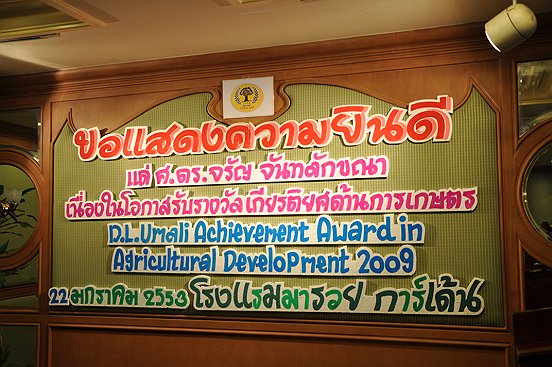 ขอแสดงความยินดี
แด่ ศ.ดร.จรัญ จันทลักขณา
เนื่องในโอกาสรับรางวัลเกียรติยศด้านการเกษตร
D.L.Umali Achievement Award in
Agricultural DeveloPment 2009
22 มกราคม 2553 โรงแรมมารวย การ์เด้น